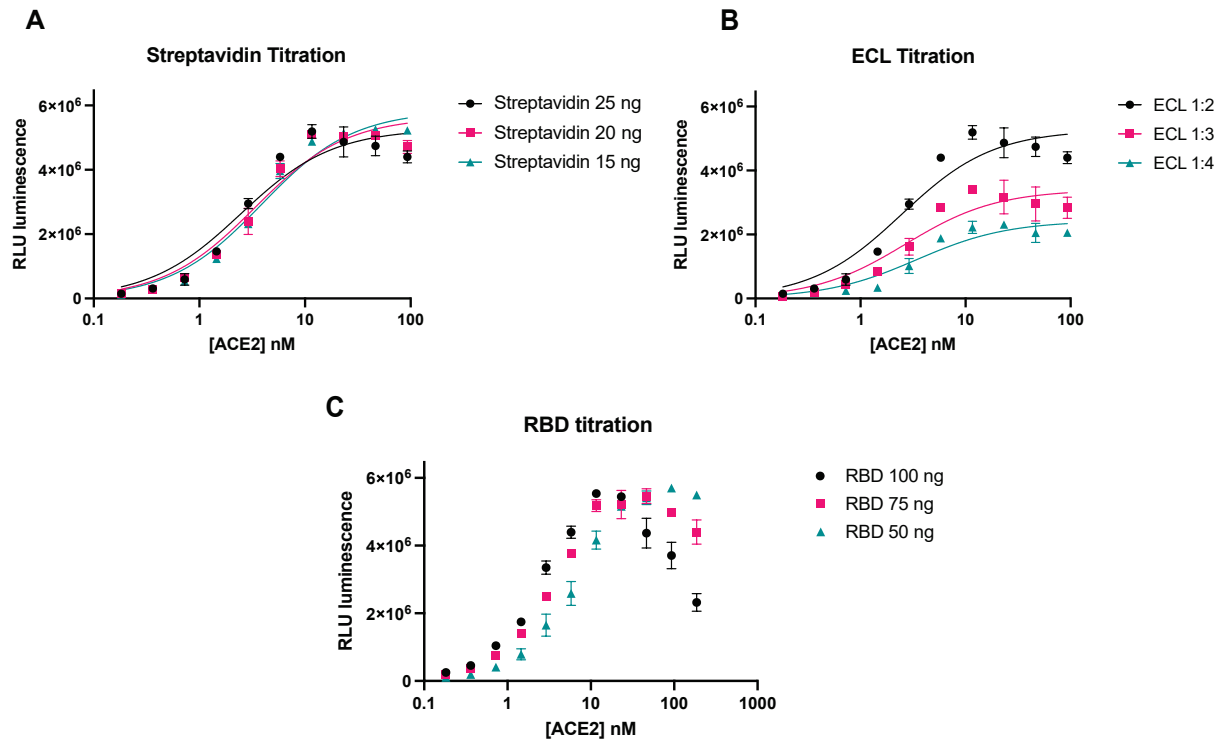 A
Streptavidin Titration
6×10⁶
4×10⁶
2×10⁶
0
RLU luminescence
0.1
1
10
100
[ACE2] nM
Streptavidin 25 ng
Streptavidin 20 ng
Streptavidin 15 ng
B
ECL Titration
6×10⁶
4×10⁶
2×10⁶
0
RLU luminescence
0.1
1
10
100
[ACE2] nM
ECL 1:2
ECL 1:3
ECL 1:4
C
RBD titration
6×10⁶
4×10⁶
2×10⁶
0
RLU luminescence
0.1
1
10
100
1000
[ACE2] nM
RBD 100 ng
RBD 75 ng
RBD 50 ng